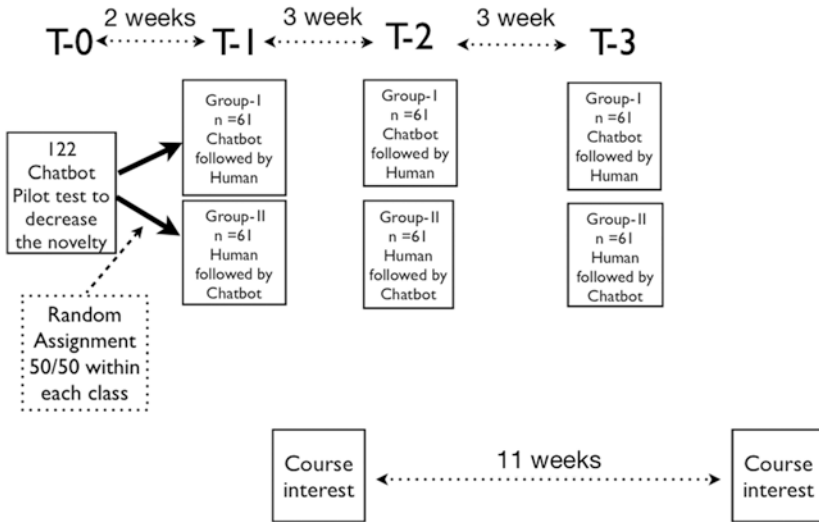 2 weeks
3 week
3 week
T-0
T-1
T-2
T-3
122
Chatbot
Pilot test to
decrease
the novelty
Group-I
n =61
Chatbot
followed by
Human
Group-I
n =61
Chatbot
followed by
Human
Group-I
n =61
Chatbot
followed by
Human
Group-II
n =61
Human
followed by
Chatbot
Group-II
n =61
Human
followed by
Chatbot
Group-II
n =61
Human
followed by
Chatbot
Random
Assignment
50/50 within
each class
Course
interest
11 weeks
Course
interest